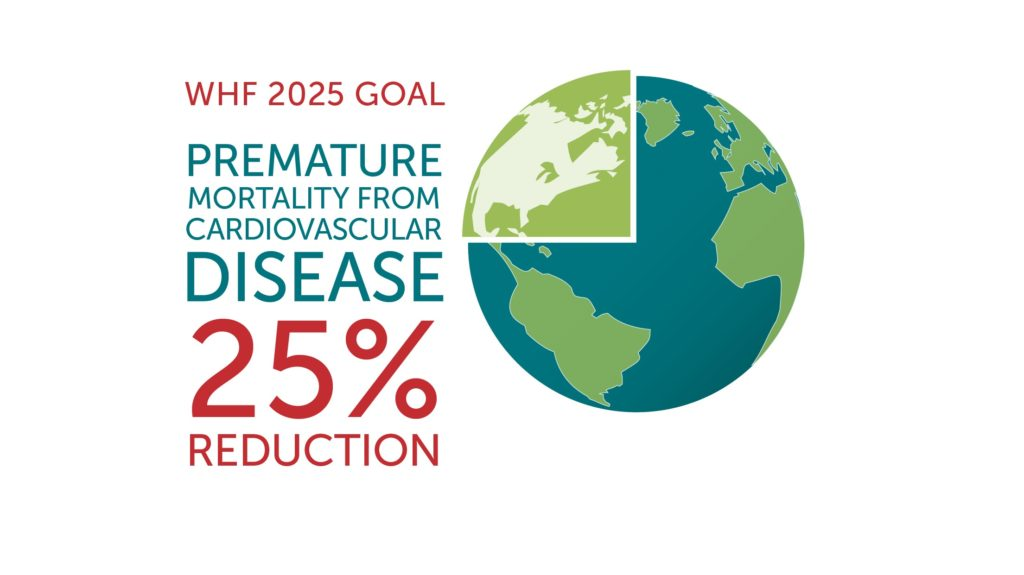 WHF 2025 GOAL
PREMATURE
MORTALITY FROM
CARDIOVASCULAR
DISEASE
25%
REDUCTION